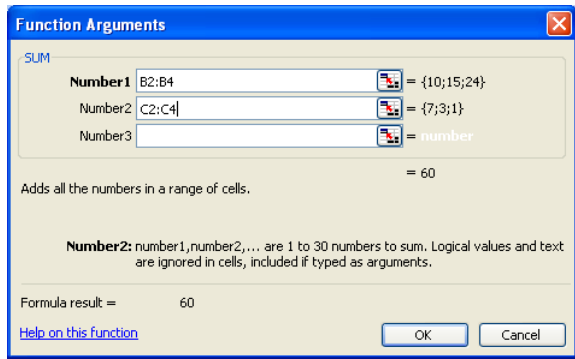 Function Arguments
SUM
Number1 B2:B4 = {10;15;24}
Number2 C2:C4 = {7;3;1}
Number3 = number
= 60
Adds all the numbers in a range of cells.
Number2: number1,number2,... are 1 to 30 numbers to sum. Logical values and text
are ignored in cells, included if typed as arguments.
Formula result = 60
Help on this function OK Cancel